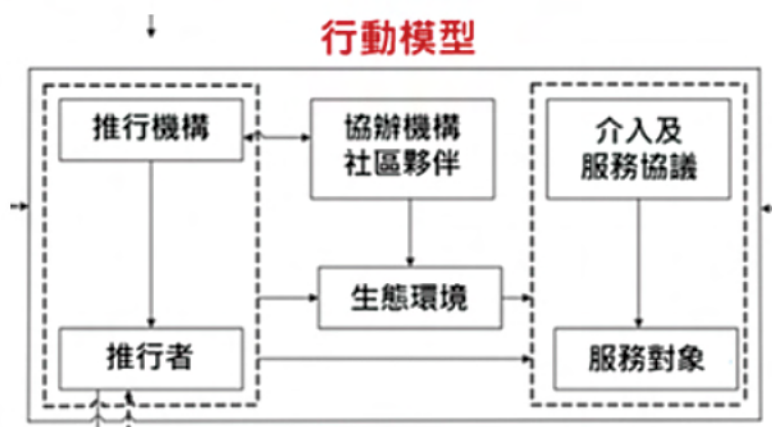 行動模型
推行機構
協辦機構
社區夥伴
介入及
服務協議
生態環境
推行者
服務對象